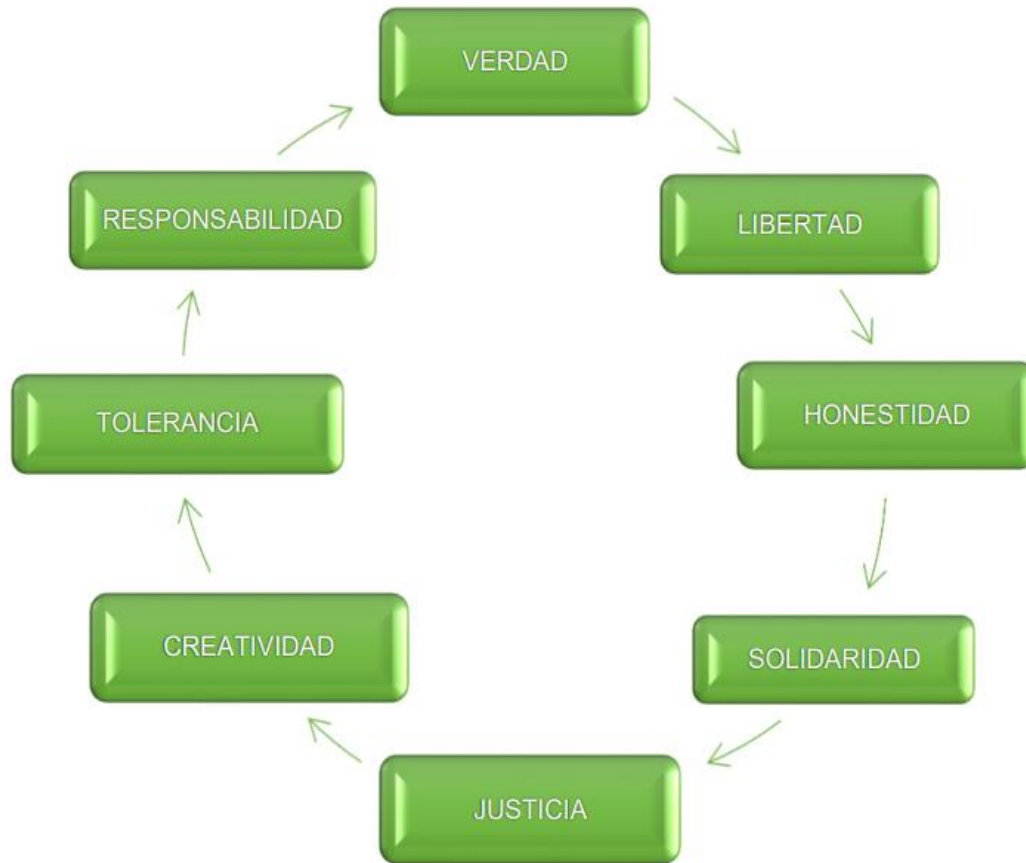 VERDAD
LIBERTAD
HONESTIDAD
SOLIDARIDAD
JUSTICIA
CREATIVIDAD
TOLERANCIA
RESPONSABILIDAD